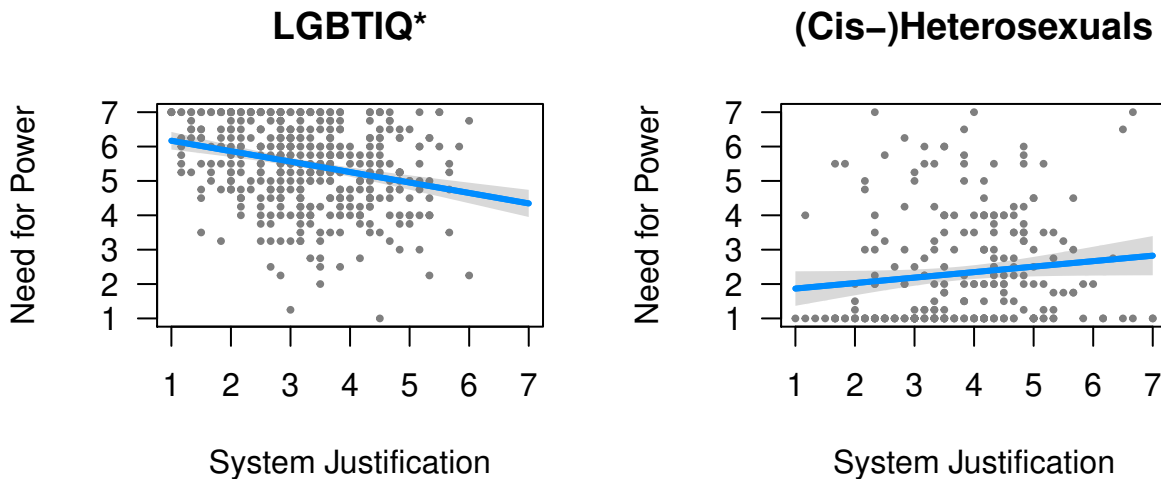 LGBTIQ*
Need for Power
7
6
5
4
3
2
1
1 2 3 4 5 6 7
System Justification
(Cis−)Heterosexuals
Need for Power
7
6
5
4
3
2
1
1 2 3 4 5 6 7
System Justification